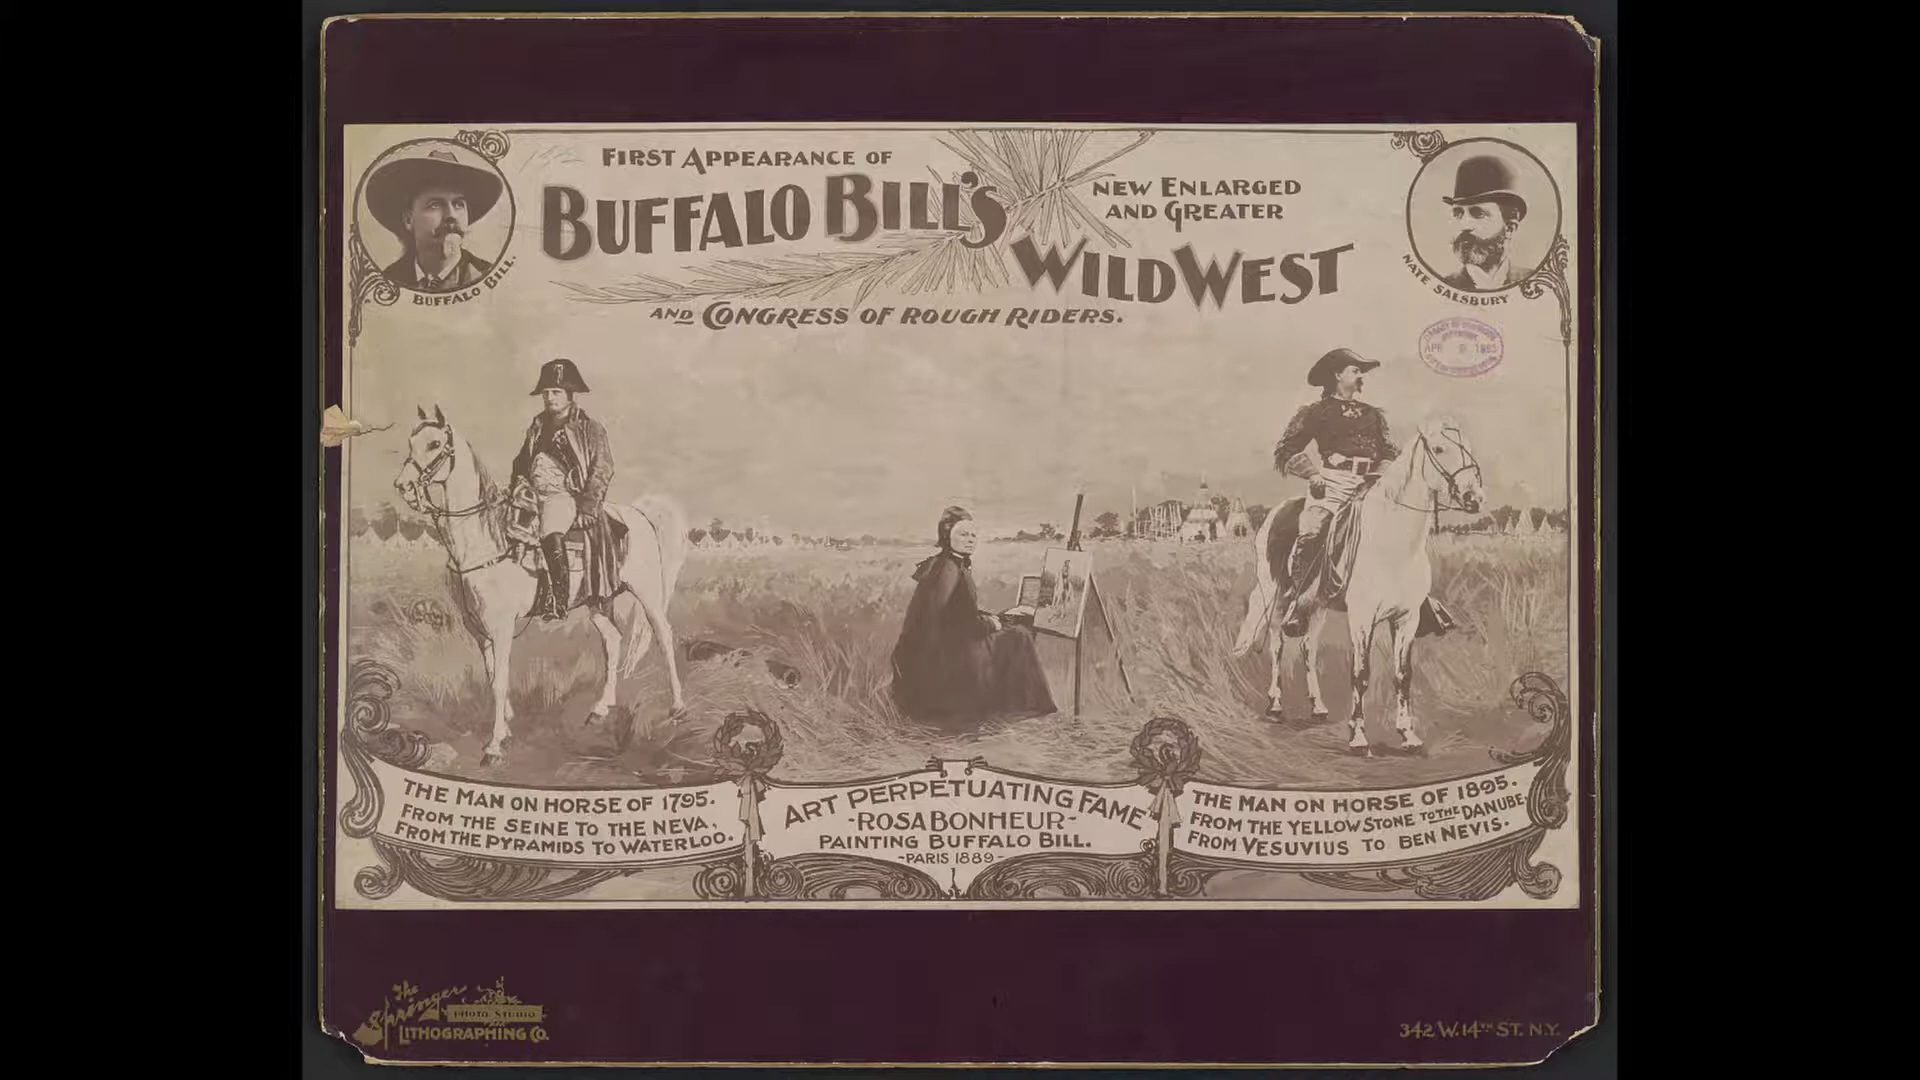 FIRST APPEARANCE OF
BUFFALO BILL'S
NEW ENLARGED
AND GREATER
WILD WEST
AND CONGRESS OF ROUGH RIDERS.
BUFFALO BILL.
NATE SALSBURY
APR 1895
THE MAN ON HORSE OF 1795.
FROM THE SEINE TO THE NEVA,
FROM THE PYRAMIDS TO WATERLOO.
ART PERPETUATING FAME
-ROSA BONHEUR-
PAINTING BUFFALO BILL.
-PARIS 1889-
THE MAN ON HORSE OF 1895.
FROM THE YELLOWSTONE TO THE DANUBE.
FROM VESUVIUS TO BEN NEVIS.
The
Springer
PHOTO STUDIO
LITHOGRAPHING CO.
342 W. 14TH ST. N.Y.